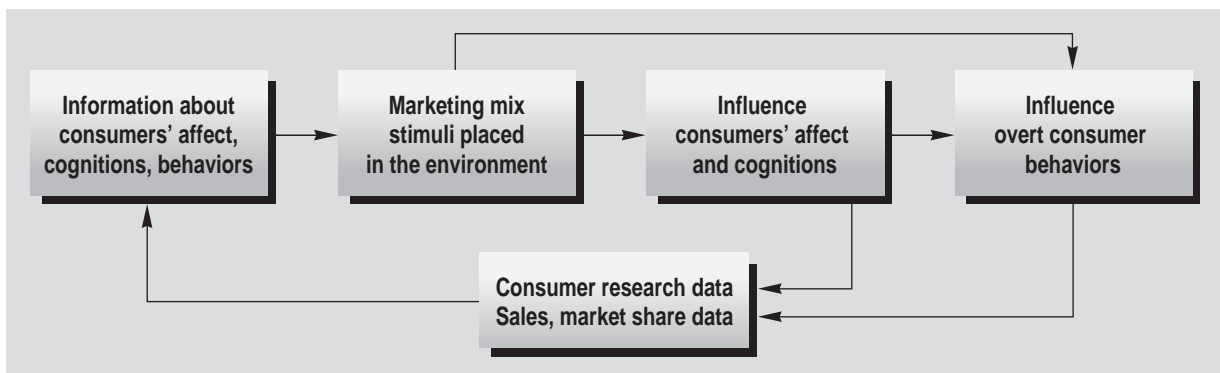 Information about
consumers' affect,
cognitions, behaviors
Marketing mix
stimuli placed
in the environment
Influence
consumers' affect
and cognitions
Influence
overt consumer
behaviors
Consumer research data
Sales, market share data